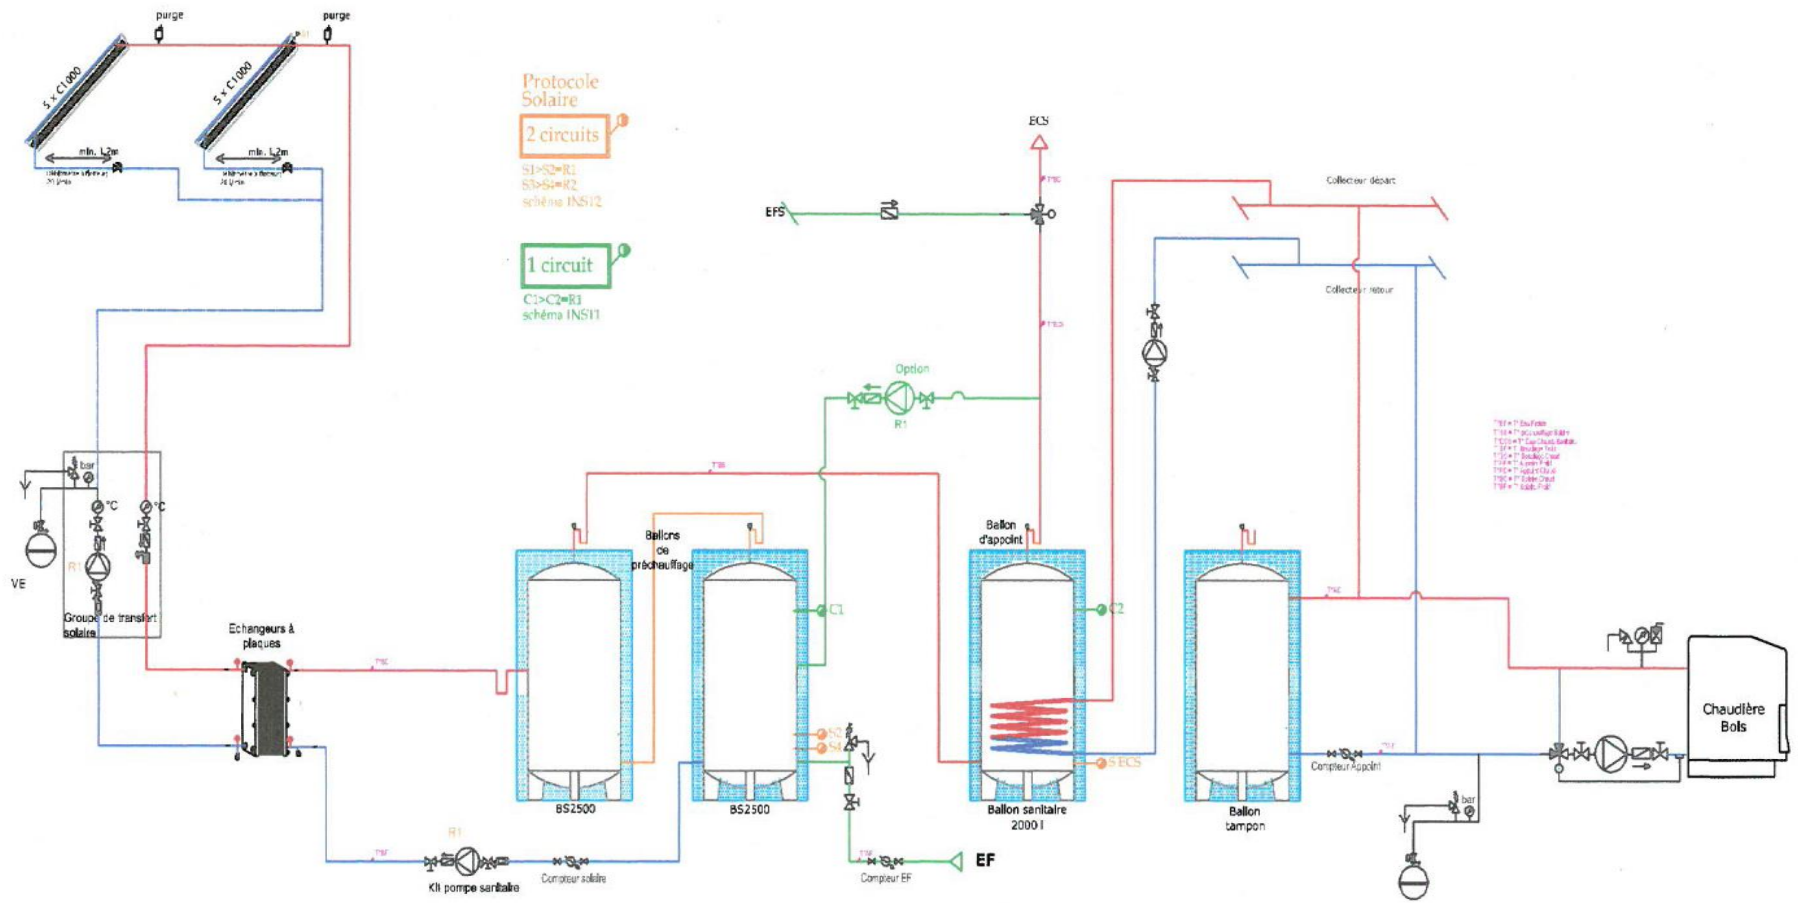 purge
purge
5 x C1000
5 x C1000
S1
min. 1,2m
min. 1,2m
Protocole
Solaire
2 circuits
S1>S2=R1
S3>S4=R2
schéma INST2
1 circuit
C1>C2=R1
schéma INST1
ECS
EFS
Collecteur départ
Collecteur retour
Option
R1
bar
°C
°C
R1
VE
Groupe de transfert
solaire
Echangeurs à
plaques
Ballons
de
préchauffage
Ballon
d'appoint
C1
C2
S2
S4
S ECS
BS2500
BS2500
Ballon sanitaire
2000 l
Ballon
tampon
Compteur Appoint
Chaudière
Bois
bar
R1
Kit pompe sanitaire
Compteur solaire
Compteur EF
EF